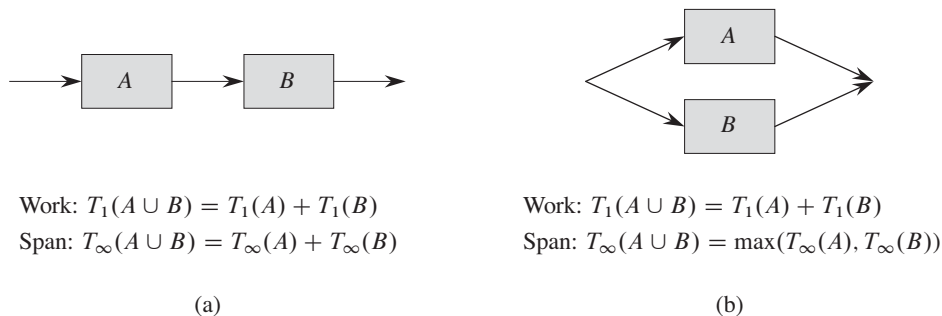 A
B
Work: T₁(A ∪ B) = T₁(A) + T₁(B)
Span: T∞(A ∪ B) = T∞(A) + T∞(B)
(a)
A
B
Work: T₁(A ∪ B) = T₁(A) + T₁(B)
Span: T∞(A ∪ B) = max(T∞(A), T∞(B))
(b)